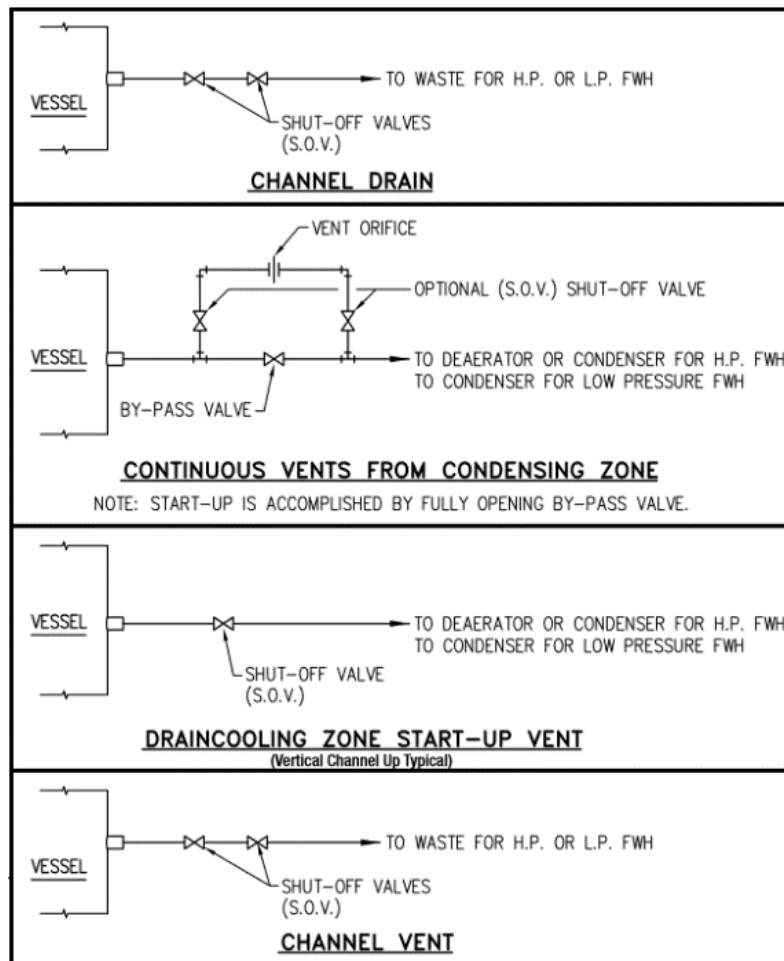 TO WASTE FOR H.P. OR L.P. FWH
VESSEL
SHUT-OFF VALVES
(S.O.V.)
CHANNEL DRAIN
VENT ORIFICE
OPTIONAL (S.O.V.) SHUT-OFF VALVE
VESSEL
TO DEAERATOR OR CONDENSER FOR H.P. FWH
TO CONDENSER FOR LOW PRESSURE FWH
BY-PASS VALVE
CONTINUOUS VENTS FROM CONDENSING ZONE
NOTE: START-UP IS ACCOMPLISHED BY FULLY OPENING BY-PASS VALVE.
VESSEL
TO DEAERATOR OR CONDENSER FOR H.P. FWH
TO CONDENSER FOR LOW PRESSURE FWH
SHUT-OFF VALVE
(S.O.V.)
DRAINCOOLING ZONE START-UP VENT
(Vertical Channel Up Typical)
TO WASTE FOR H.P. OR L.P. FWH
VESSEL
SHUT-OFF VALVES
(S.O.V.)
CHANNEL VENT